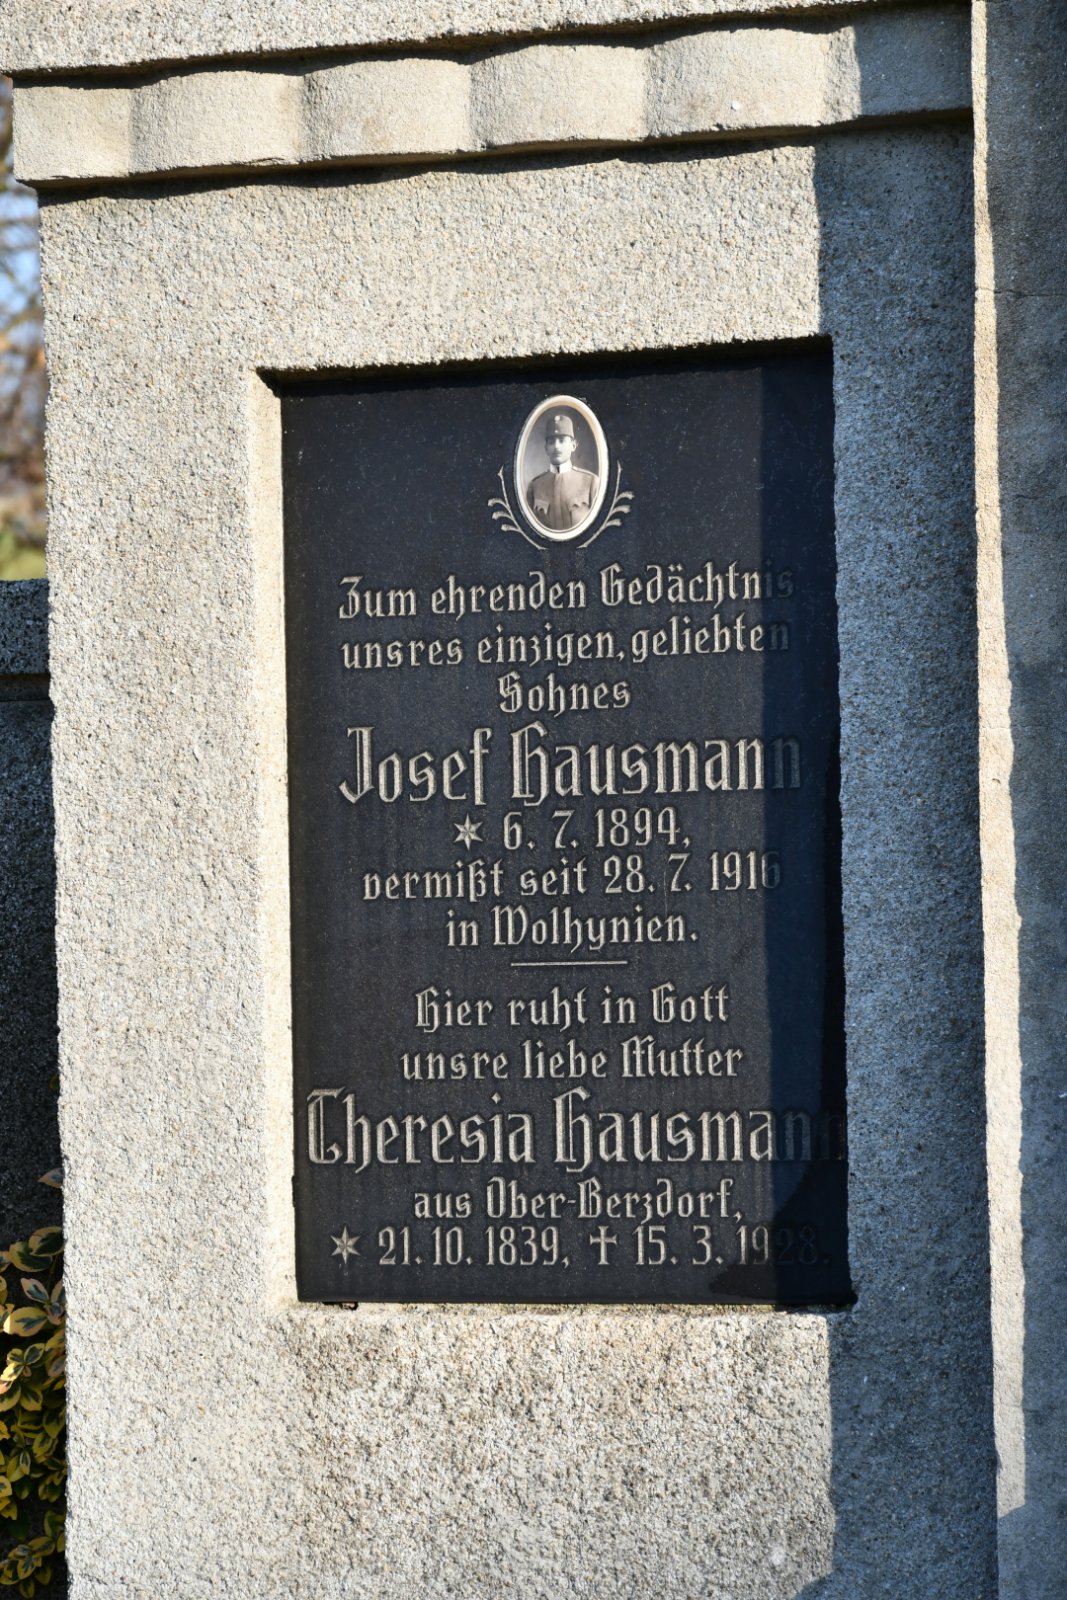 Zum ehrenden Gedächtnis
unsres einzigen, geliebten
Sohnes
Josef Hausmann
* 6. 7. 1894,
vermißt seit 28. 7. 1916
in Wolhynien.
Hier ruht in Gott
unsre liebe Mutter
Theresia Hausmann
aus Ober-Berzdorf,
* 21. 10. 1839, † 15. 3. 1928.